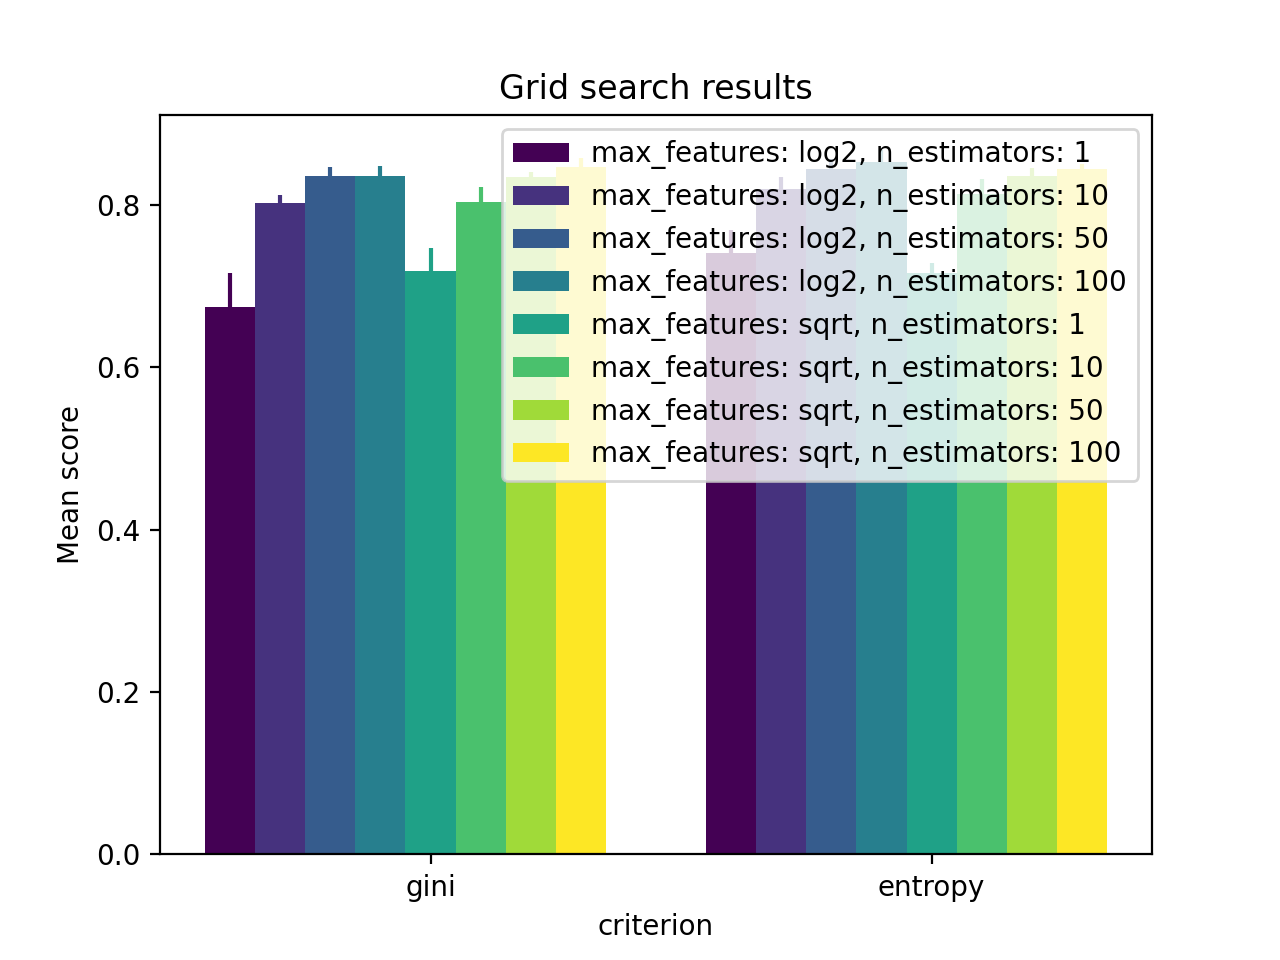 Grid search results
max_features: log2, n_estimators: 1
max_features: log2, n_estimators: 10
max_features: log2, n_estimators: 50
max_features: log2, n_estimators: 100
max_features: sqrt, n_estimators: 1
max_features: sqrt, n_estimators: 10
max_features: sqrt, n_estimators: 50
max_features: sqrt, n_estimators: 100
Mean score
0.8
0.6
0.4
0.2
0.0
gini
entropy
criterion